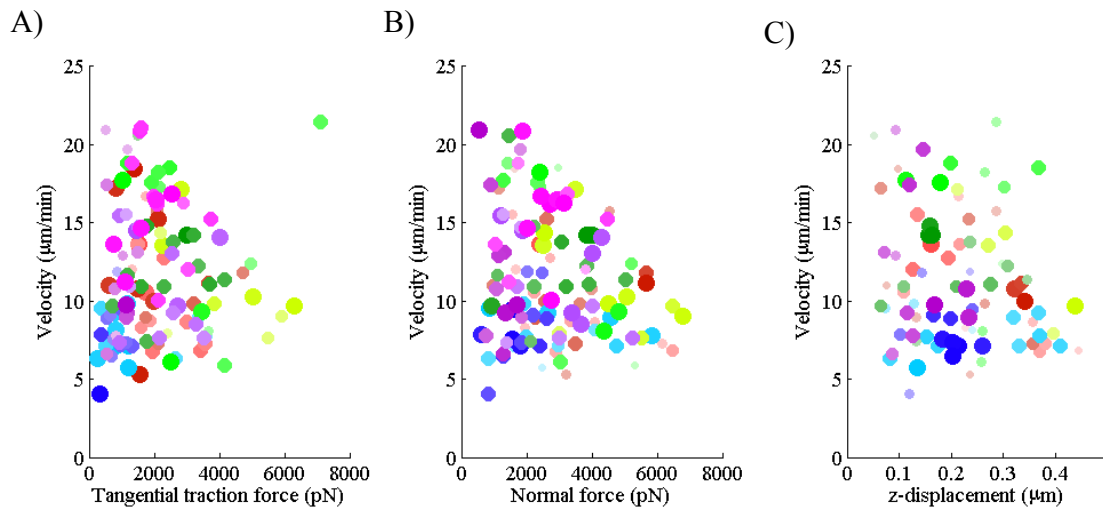 A)
B)
C)
25
20
15
10
5
0
Velocity (μm/min)
0 2000 4000 6000 8000
Tangential traction force (pN)
25
20
15
10
5
0
Velocity (μm/min)
0 2000 4000 6000 8000
Normal force (pN)
25
20
15
10
5
0
Velocity (μm/min)
0 0.1 0.2 0.3 0.4
z-displacement (μm)